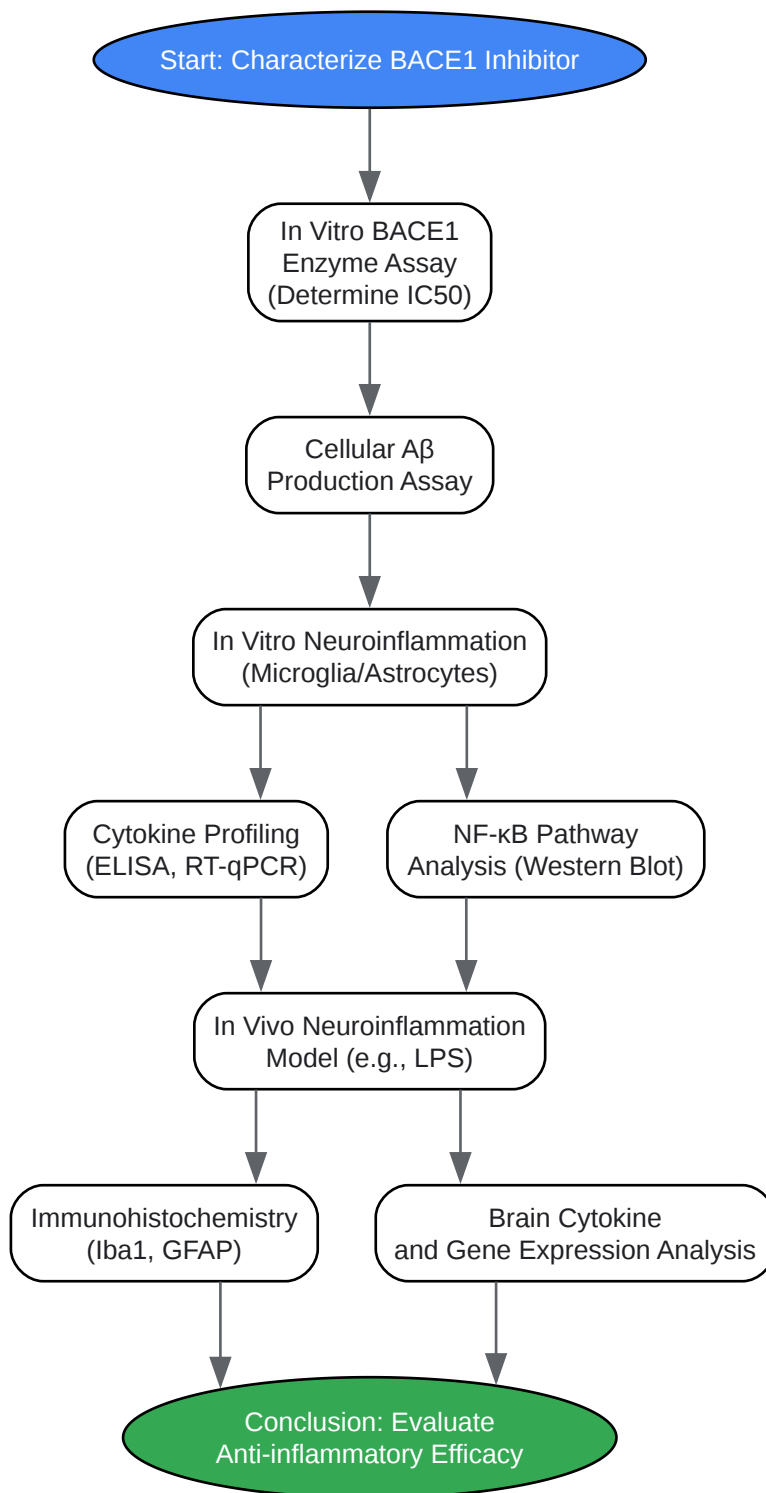 Start: Characterize BACE1 Inhibitor
In Vitro BACE1
Enzyme Assay
(Determine IC50)
Cellular Aβ
Production Assay
In Vitro Neuroinflammation
(Microglia/Astrocytes)
Cytokine Profiling
(ELISA, RT-qPCR)
NF-κB Pathway
Analysis (Western Blot)
In Vivo Neuroinflammation
Model (e.g., LPS)
Immunohistochemistry
(Iba1, GFAP)
Brain Cytokine
and Gene Expression Analysis
Conclusion: Evaluate
Anti-inflammatory Efficacy